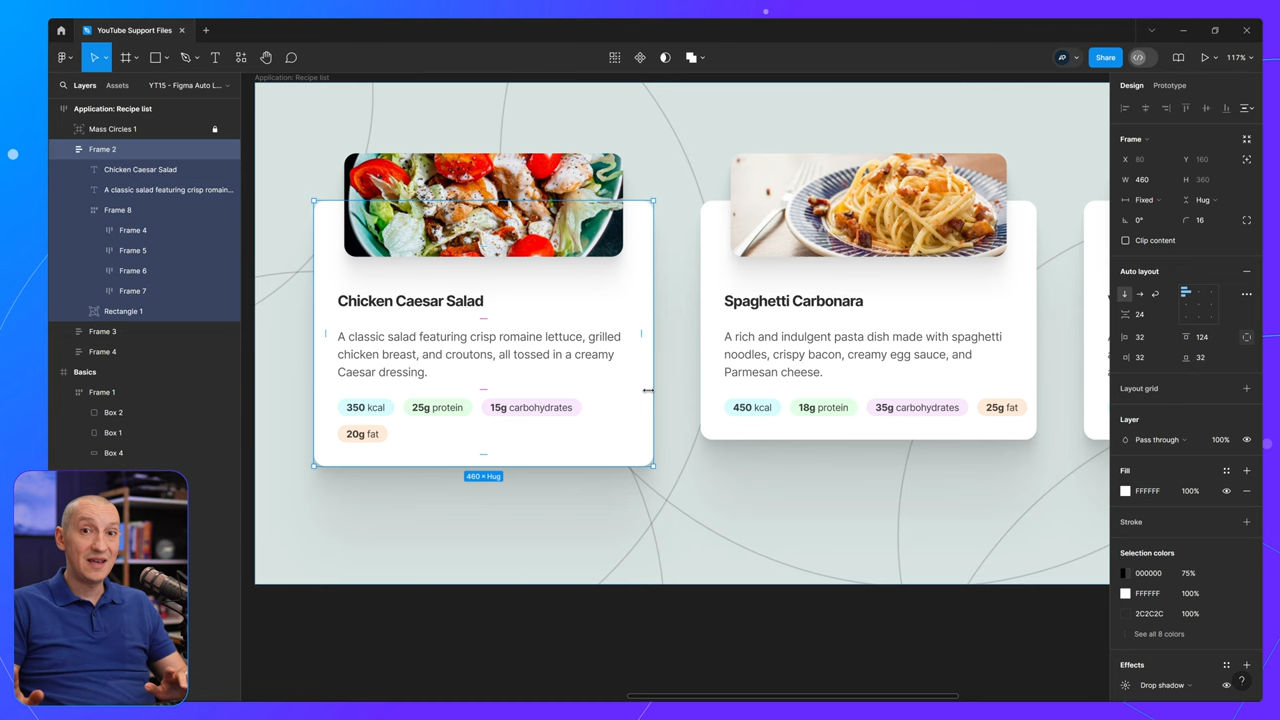 YouTube Support Files
Share
117%
Layers
Assets
YT15 - Figma Auto L...
Application: Recipe list
Mass Circles 1
Frame 2
Chicken Caesar Salad
A classic salad featuring crisp romain...
Frame 8
Frame 4
Frame 5
Frame 6
Frame 7
Rectangle 1
Frame 3
Frame 4
Basics
Frame 1
Box 2
Box 1
Box 4
Application: Recipe list
Chicken Caesar Salad
A classic salad featuring crisp romaine lettuce, grilled
chicken breast, and croutons, all tossed in a creamy
Caesar dressing.
350 kcal
25g protein
15g carbohydrates
20g fat
460 × Hug
Spaghetti Carbonara
A rich and indulgent pasta dish made with spaghetti
noodles, crispy bacon, creamy egg sauce, and
Parmesan cheese.
450 kcal
18g protein
35g carbohydrates
25g fat
Design
Prototype
Frame
X 80
Y 160
W 460
H 360
Fixed
Hug
0°
16
Clip content
Auto layout
24
32
124
32
32
Layout grid
Layer
Pass through
100%
Fill
FFFFFF
100%
Stroke
Selection colors
000000
75%
FFFFFF
100%
2C2C2C
100%
See all 8 colors
Effects
Drop shadow
?